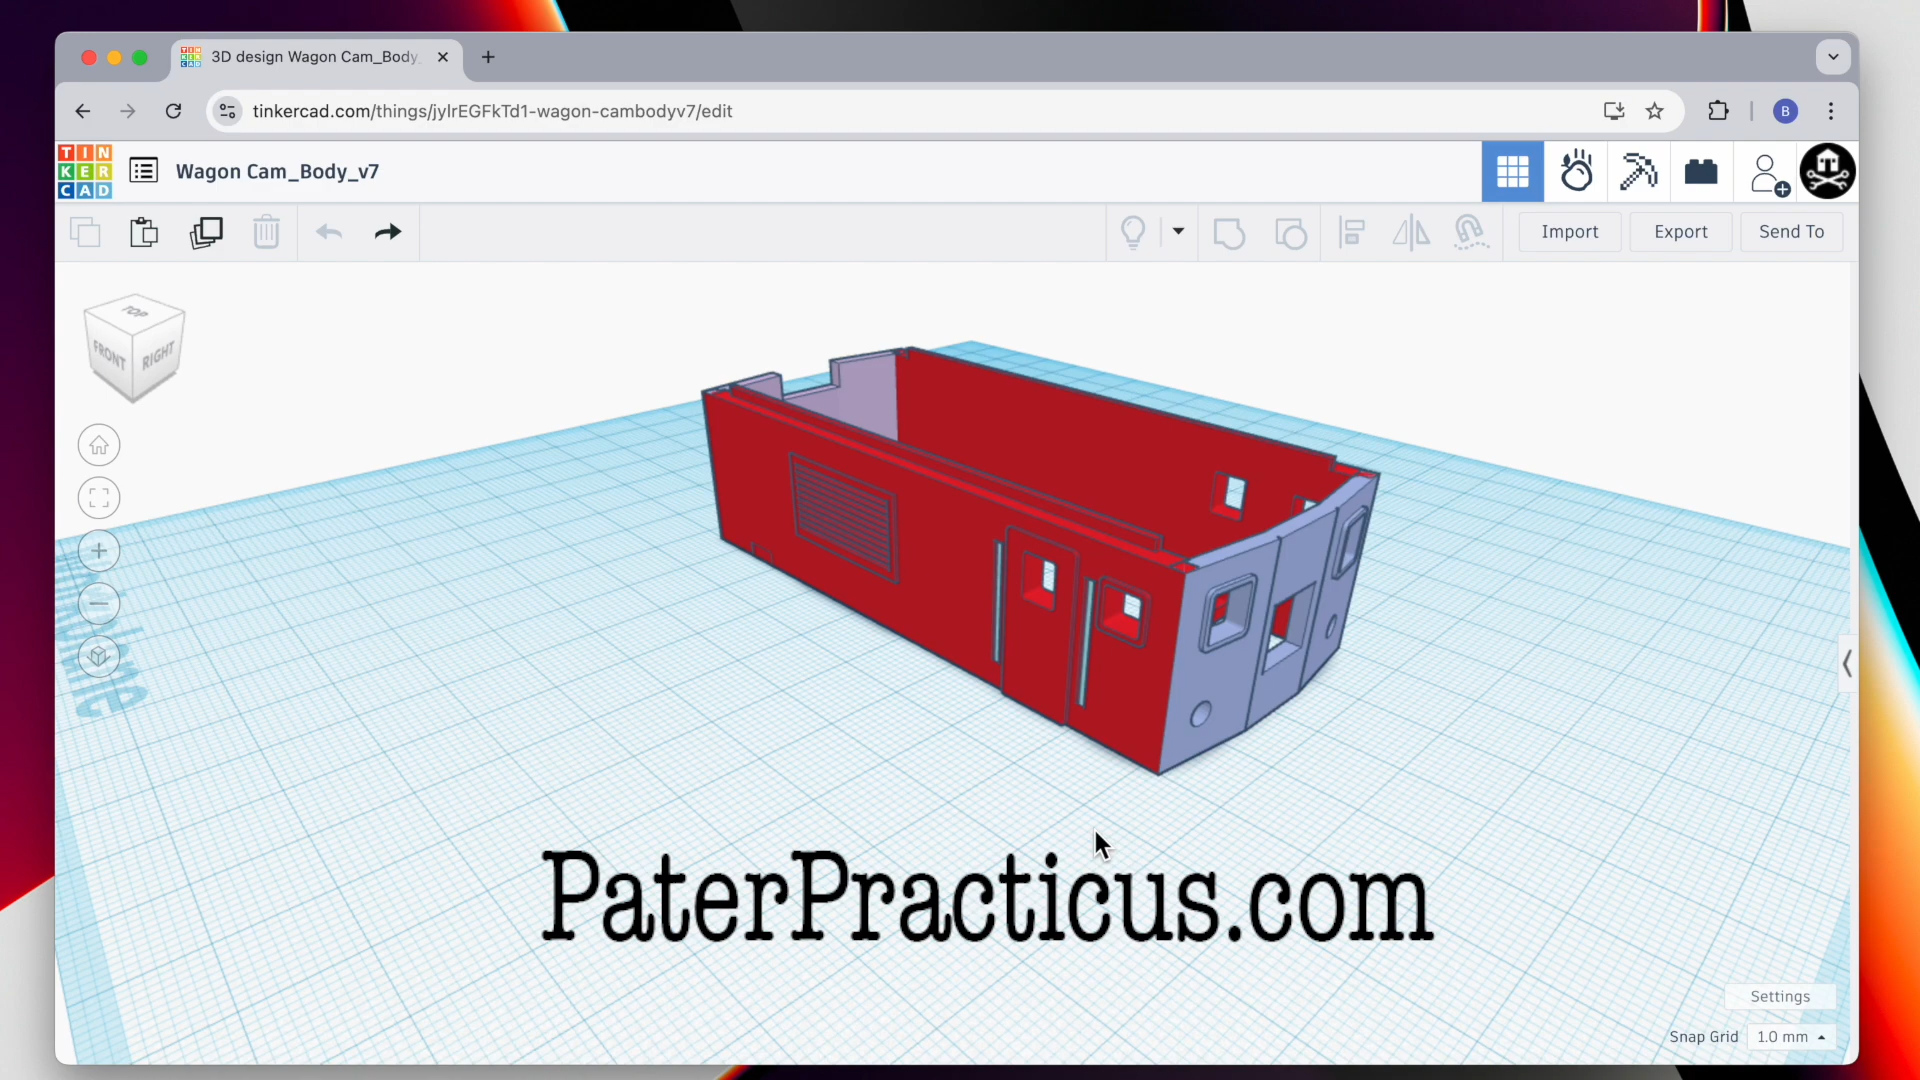 3D design Wagon Cam_Body_
tinkercad.com/things/jylrEGFkTd1-wagon-cambodyv7/edit
B
TIN
KER
CAD
Wagon Cam_Body_v7
Import
Export
Send To
TOP
FRONT
RIGHT
PaterPracticus.com
Settings
Snap Grid
1.0 mm